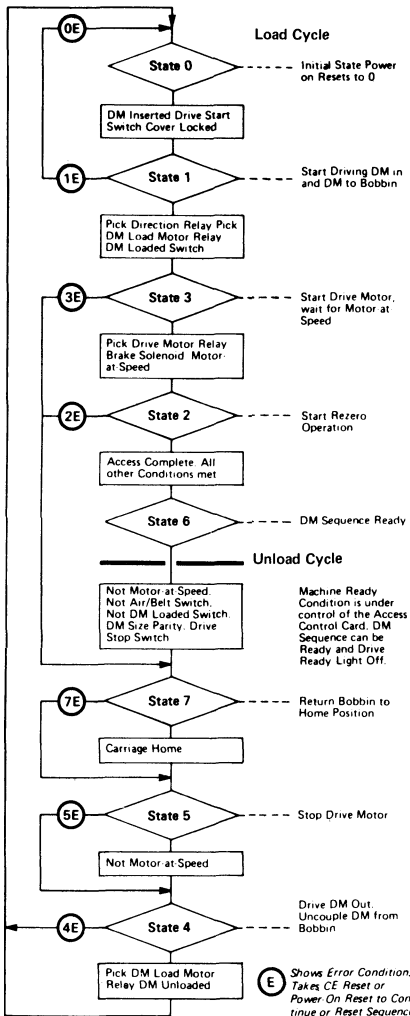 0E
Load Cycle
State 0
Initial State Power
on Resets to 0
DM Inserted Drive Start
Switch Cover Locked
1E
State 1
Start Driving DM in
and DM to Bobbin
Pick Direction Relay Pick
DM Load Motor Relay
DM Loaded Switch
3E
State 3
Start Drive Motor,
wait for Motor at
Speed
Pick Drive Motor Relay
Brake Solenoid Motor-
at-Speed
2E
State 2
Start Rezero
Operation
Access Complete. All
other Conditions met
State 6
DM Sequence Ready
Unload Cycle
Not Motor-at-Speed.
Not Air/Belt Switch.
Not DM Loaded Switch.
DM Size Parity. Drive
Stop Switch
Machine Ready
Condition is under
control of the Access
Control Card. DM
Sequence can be
Ready and Drive
Ready Light Off.
7E
State 7
Return Bobbin to
Home Position
Carriage Home
5E
State 5
Stop Drive Motor
Not Motor-at-Speed
4E
State 4
Drive DM Out.
Uncouple DM from
Bobbin
Pick DM Load Motor
Relay DM Unloaded
E
Shows Error Condition,
Takes CE Reset or
Power-On Reset to Con-
tinue or Reset Sequence